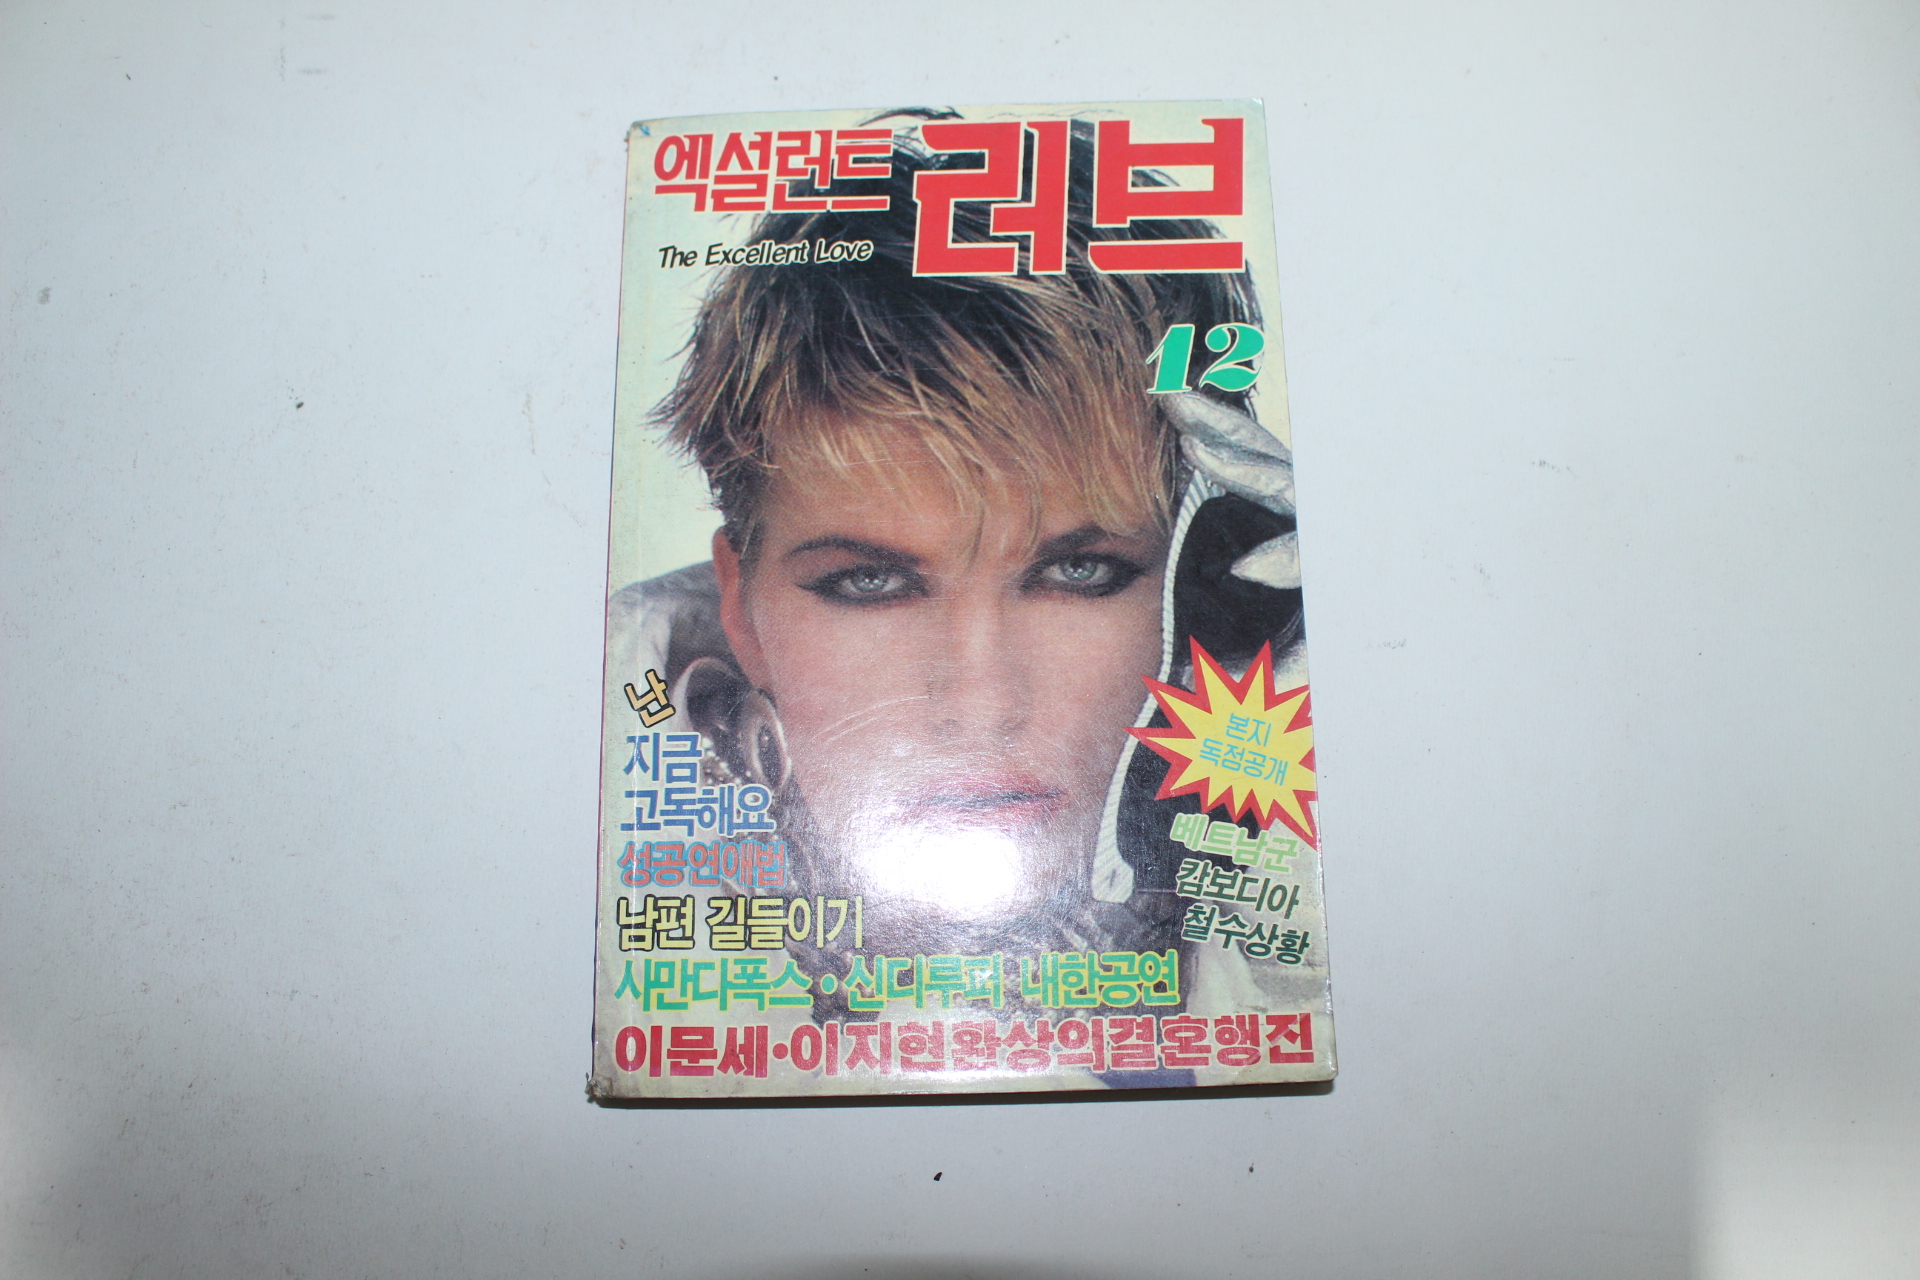 엑설런트 러브
The Excellent Love
12
난
지금
고독해요
성공연애법
남편 길들이기
사만다폭스·신디루퍼 내한공연
이문세·이지현환상의결혼행진
본지
독점공개
베트남군
캄보디아
철수상황